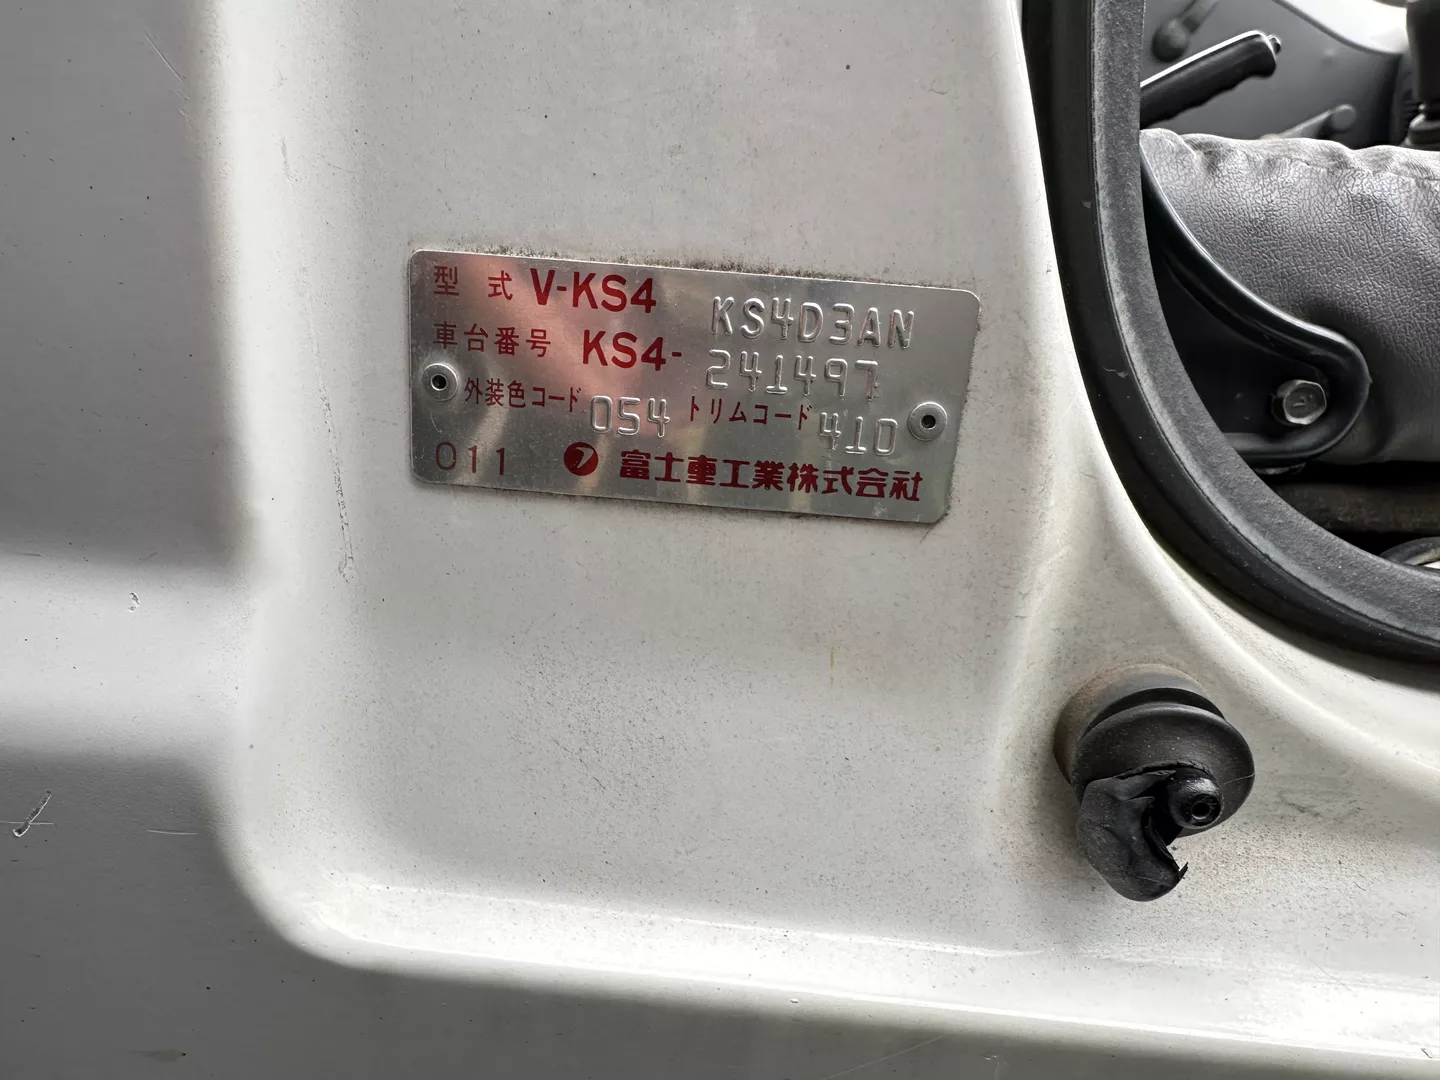 型 式 V-KS4 KS4D3AN
車台番号 KS4- 241497
外装色コード 054 トリムコード 410
011 富士重工業株式会社